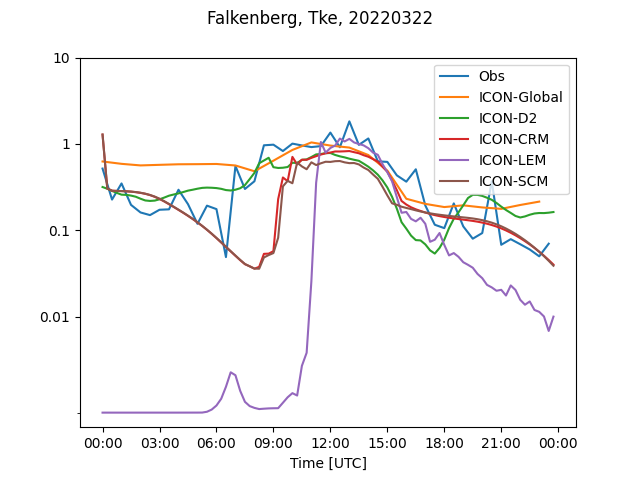 Falkenberg, Tke, 20220322
10
1
0.1
0.01
Obs
ICON-Global
ICON-D2
ICON-CRM
ICON-LEM
ICON-SCM
00:00 03:00 06:00 09:00 12:00 15:00 18:00 21:00 00:00
Time [UTC]